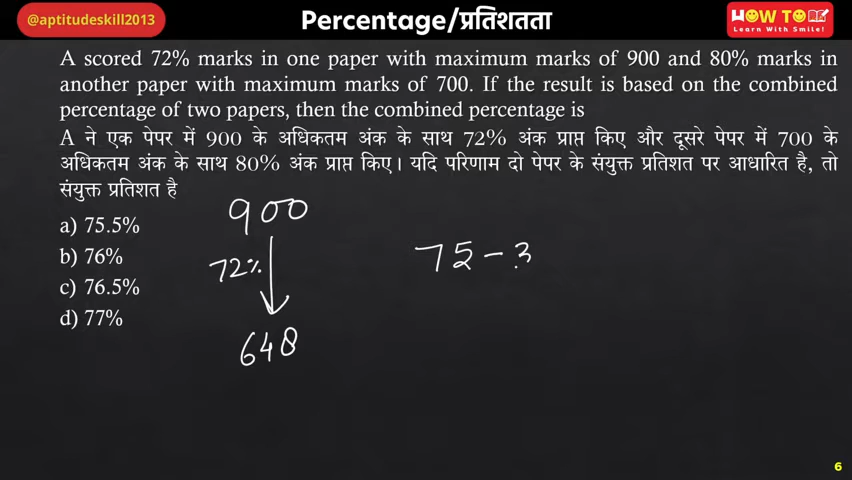 @aptitudeskill2013
Percentage/प्रतिशतता
HOW TO
Learn With Smile!
A scored 72% marks in one paper with maximum marks of 900 and 80% marks in
another paper with maximum marks of 700. If the result is based on the combined
percentage of two papers, then the combined percentage is
A ने एक पेपर में 900 के अधिकतम अंक के साथ 72% अंक प्राप्त किए और दूसरे पेपर में 700 के
अधिकतम अंक के साथ 80% अंक प्राप्त किए। यदि परिणाम दो पेपर के संयुक्त प्रतिशत पर आधारित है, तो
संयुक्त प्रतिशत है
a) 75.5%
b) 76%
c) 76.5%
d) 77%
900
72%
648
75-3
6